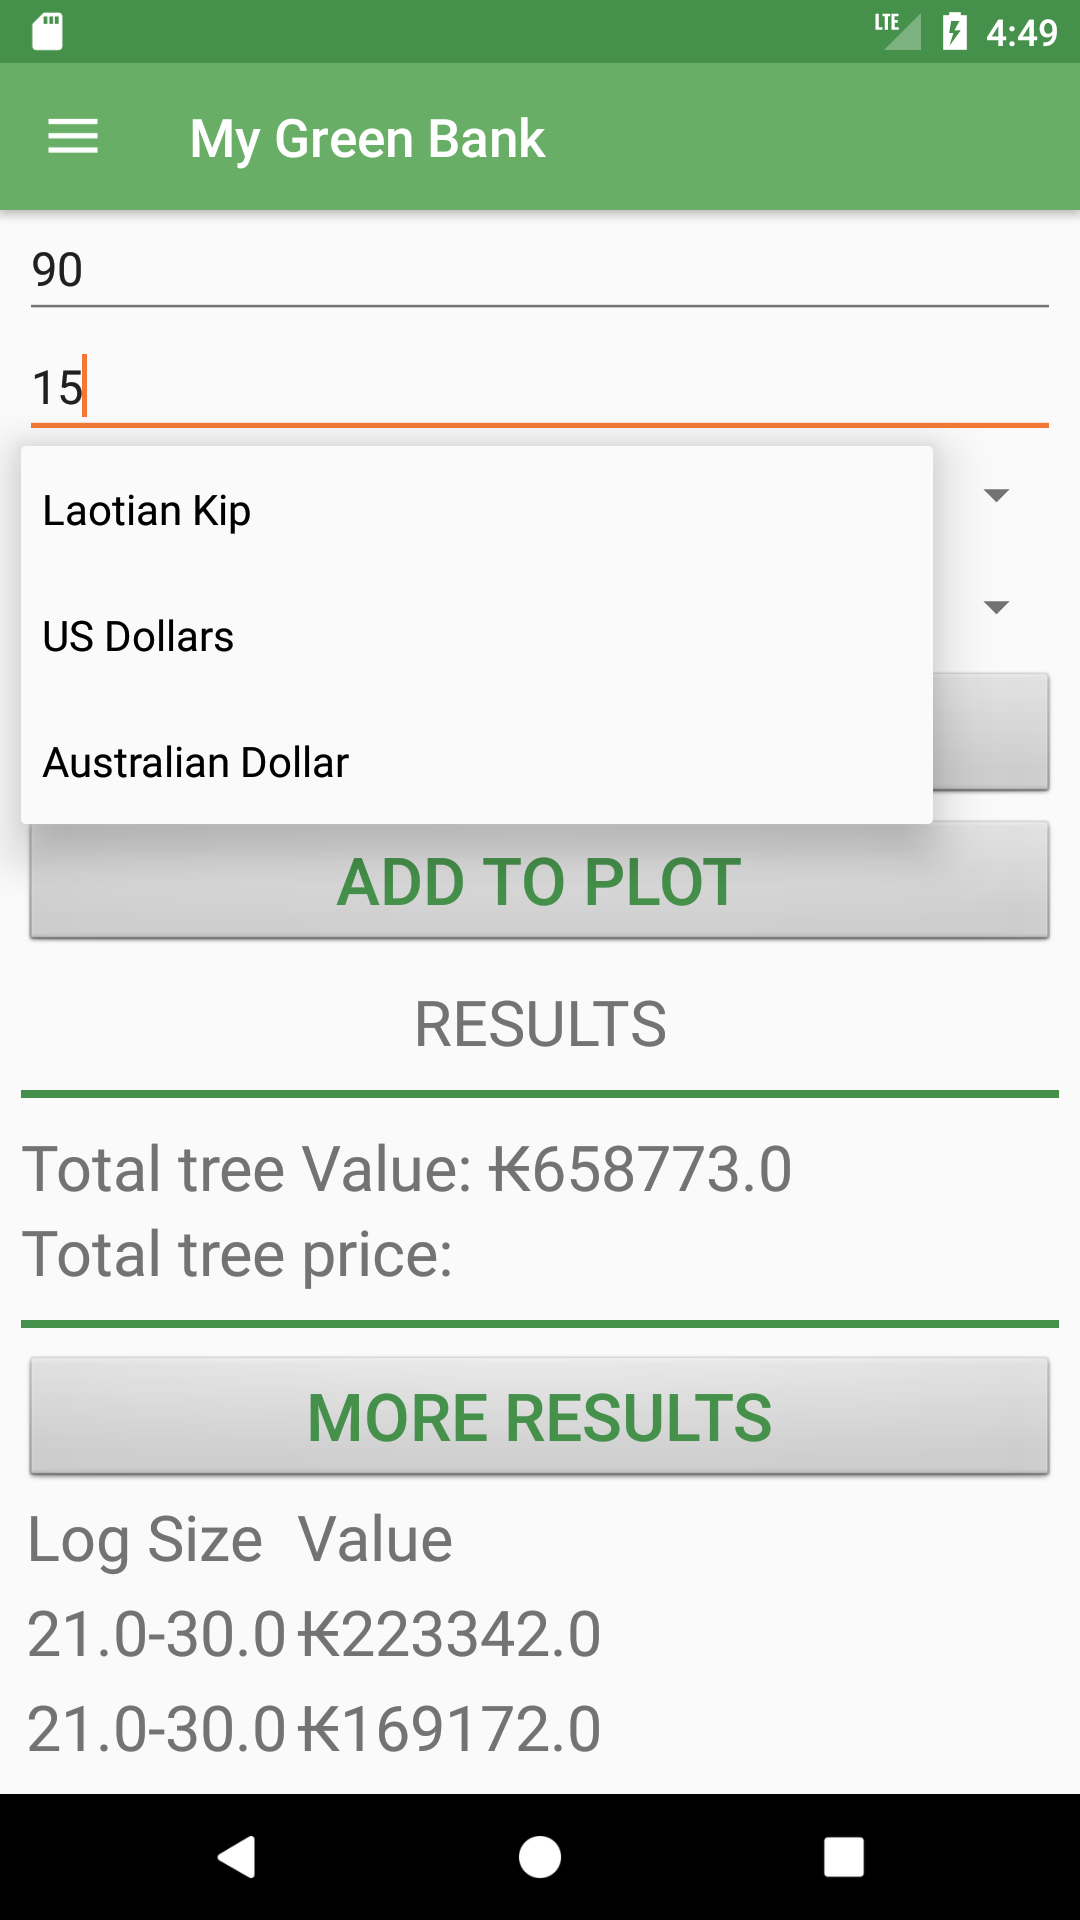 LTE 4:49
My Green Bank
90
15
Laotian Kip
US Dollars
Australian Dollar
ADD TO PLOT
RESULTS
Total tree Value: ₭658773.0
Total tree price:
MORE RESULTS
Log Size Value
21.0-30.0 ₭223342.0
21.0-30.0 ₭169172.0